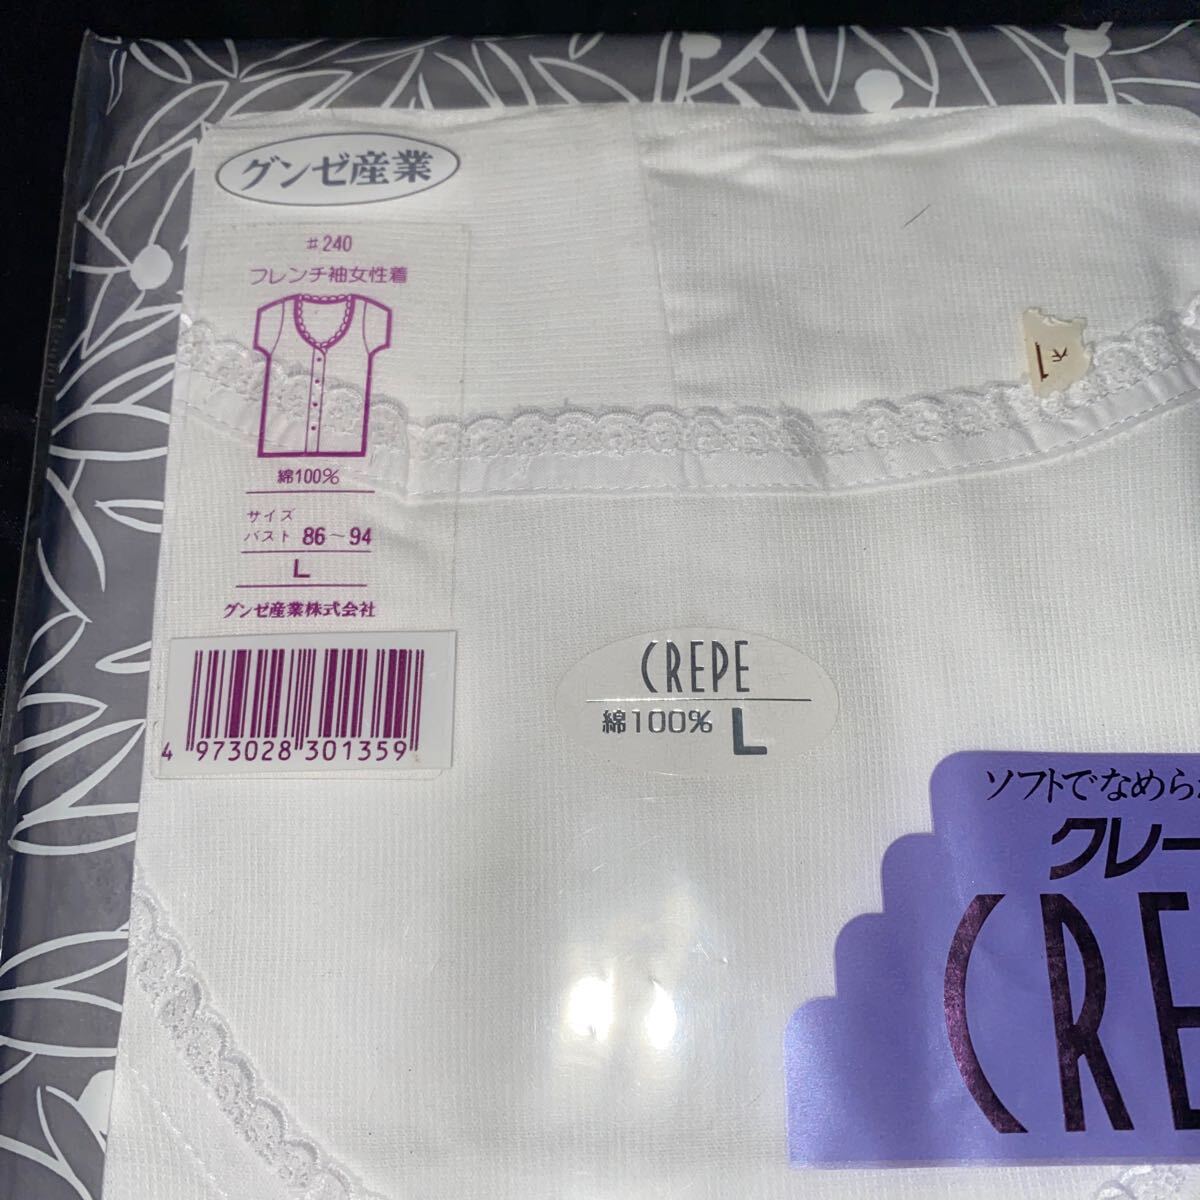 グンゼ産業
#240
フレンチ袖女性着
綿100%
サイズ
バスト 86~94
L
グンゼ産業株式会社
4 973028 301359
CREPE
綿100% L
ソフトでなめら
クレー
CRE